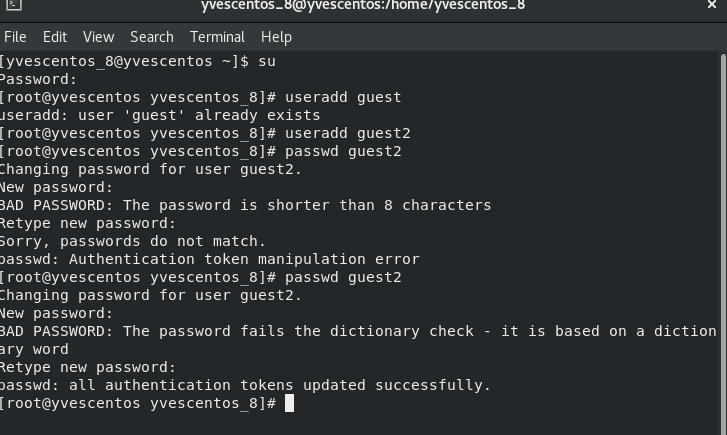 yvescentos_8@yvescentos:/home/yvescentos_8
File Edit View Search Terminal Help
[yvescentos_8@yvescentos ~]$ su
Password:
[root@yvescentos yvescentos_8]# useradd guest
useradd: user 'guest' already exists
[root@yvescentos yvescentos_8]# useradd guest2
[root@yvescentos yvescentos_8]# passwd guest2
Changing password for user guest2.
New password:
BAD PASSWORD: The password is shorter than 8 characters
Retype new password:
Sorry, passwords do not match.
passwd: Authentication token manipulation error
[root@yvescentos yvescentos_8]# passwd guest2
Changing password for user guest2.
New password:
BAD PASSWORD: The password fails the dictionary check - it is based on a diction
ary word
Retype new password:
passwd: all authentication tokens updated successfully.
[root@yvescentos yvescentos_8]#